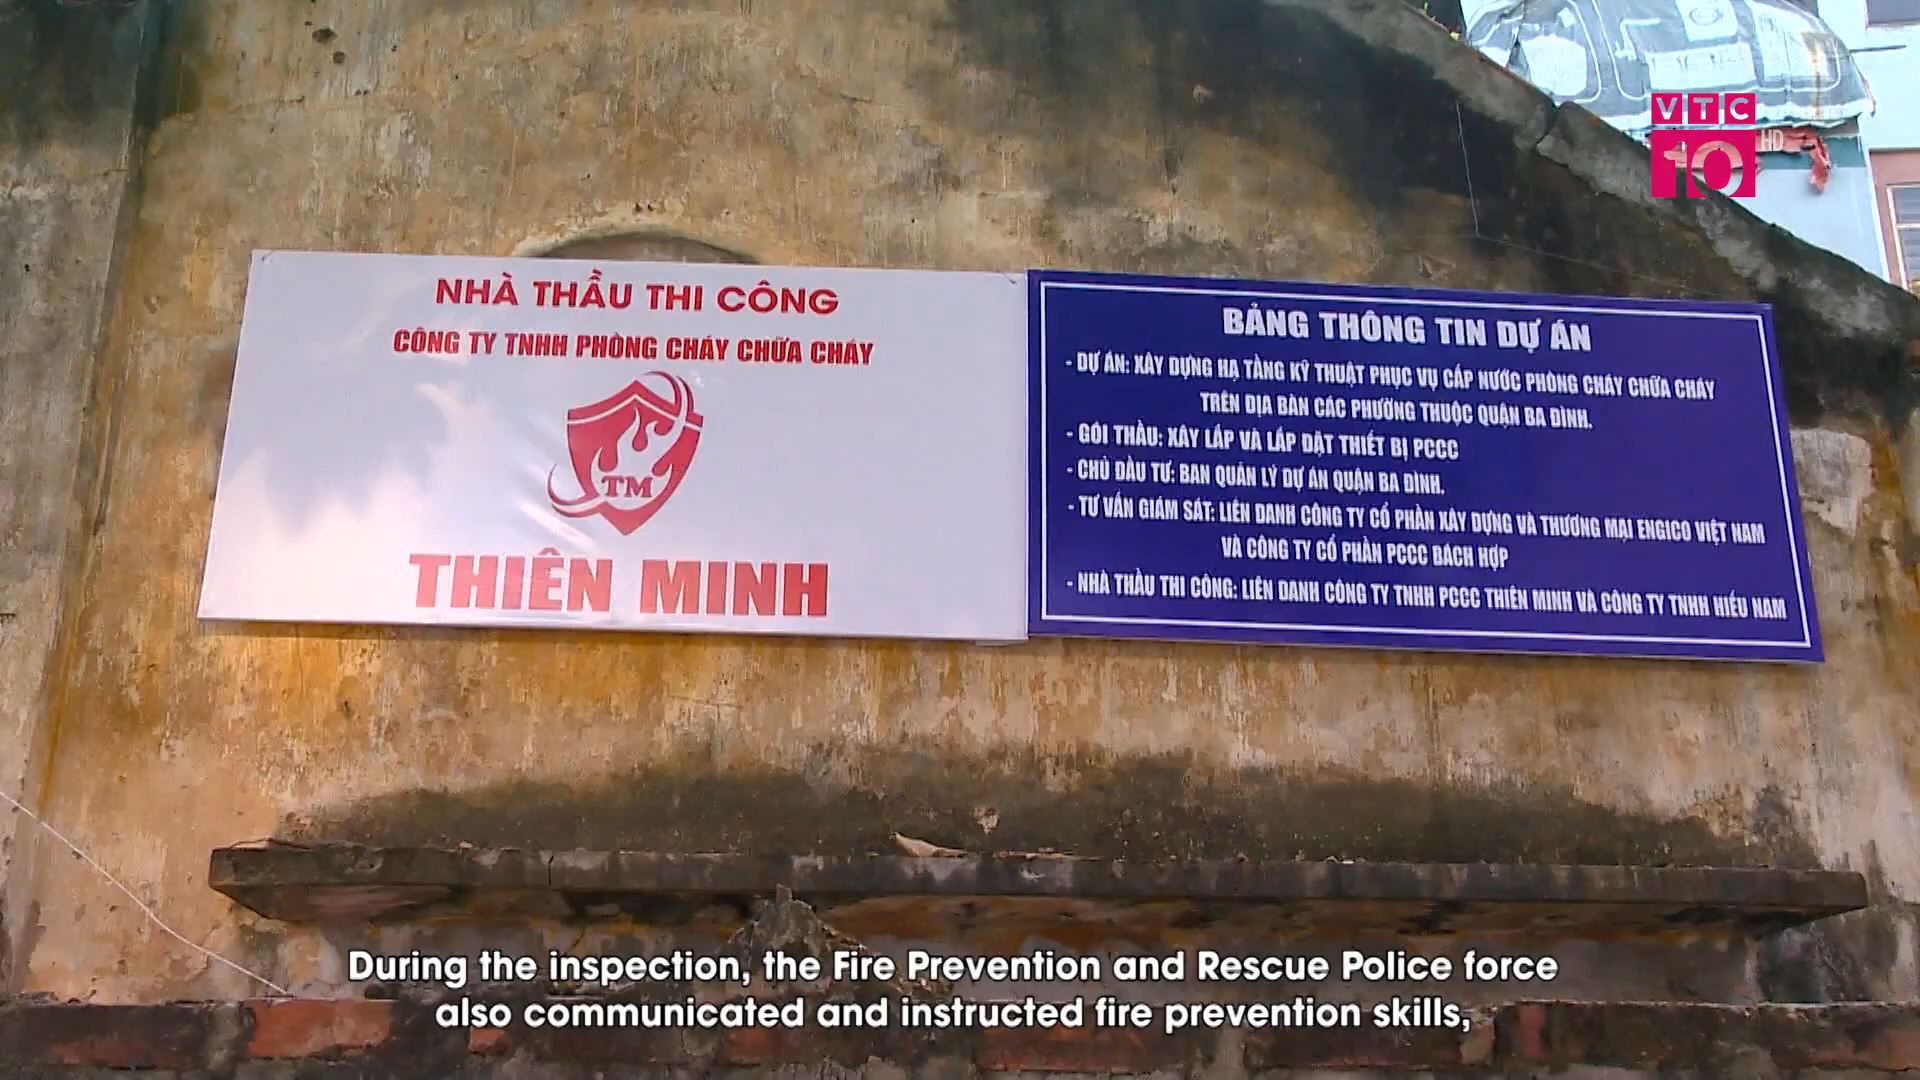 VTC
10 HD
NHÀ THẦU THI CÔNG
CÔNG TY TNHH PHÒNG CHÁY CHỮA CHÁY
TM
THIÊN MINH
BẢNG THÔNG TIN DỰ ÁN
- DỰ ÁN: XÂY DỰNG HẠ TẦNG KỸ THUẬT PHỤC VỤ CẤP NƯỚC PHÒNG CHÁY CHỮA CHÁY
TRÊN ĐỊA BÀN CÁC PHƯỜNG THUỘC QUẬN BA ĐÌNH.
- GÓI THẦU: XÂY LẮP VÀ LẮP ĐẶT THIẾT BỊ PCCC
- CHỦ ĐẦU TƯ: BAN QUẢN LÝ DỰ ÁN QUẬN BA ĐÌNH.
- TƯ VẤN GIÁM SÁT: LIÊN DANH CÔNG TY CỔ PHẦN XÂY DỰNG VÀ THƯƠNG MẠI ENGICO VIỆT NAM
VÀ CÔNG TY CỔ PHẦN PCCC BÁCH HỢP
- NHÀ THẦU THI CÔNG: LIÊN DANH CÔNG TY TNHH PCCC THIÊN MINH VÀ CÔNG TY TNHH HIẾU NAM
During the inspection, the Fire Prevention and Rescue Police force
also communicated and instructed fire prevention skills,